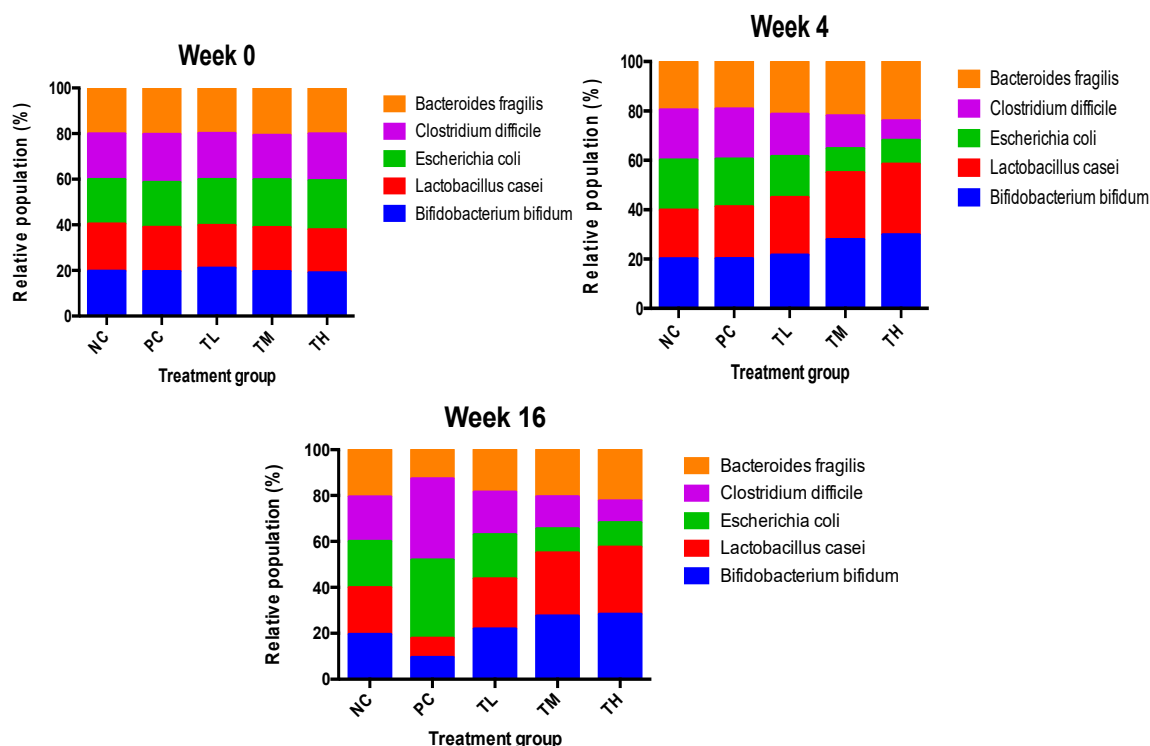 Week 0
Relative population (%)
100
80
60
40
20
0
NC
PC
TL
TM
TH
Treatment group
Bacteroides fragilis
Clostridium difficile
Escherichia coli
Lactobacillus casei
Bifidobacterium bifidum
Week 4
Relative population (%)
100
80
60
40
20
0
NC
PC
TL
TM
TH
Treatment group
Bacteroides fragilis
Clostridium difficile
Escherichia coli
Lactobacillus casei
Bifidobacterium bifidum
Week 16
Relative population (%)
100
80
60
40
20
0
NC
PC
TL
TM
TH
Treatment group
Bacteroides fragilis
Clostridium difficile
Escherichia coli
Lactobacillus casei
Bifidobacterium bifidum